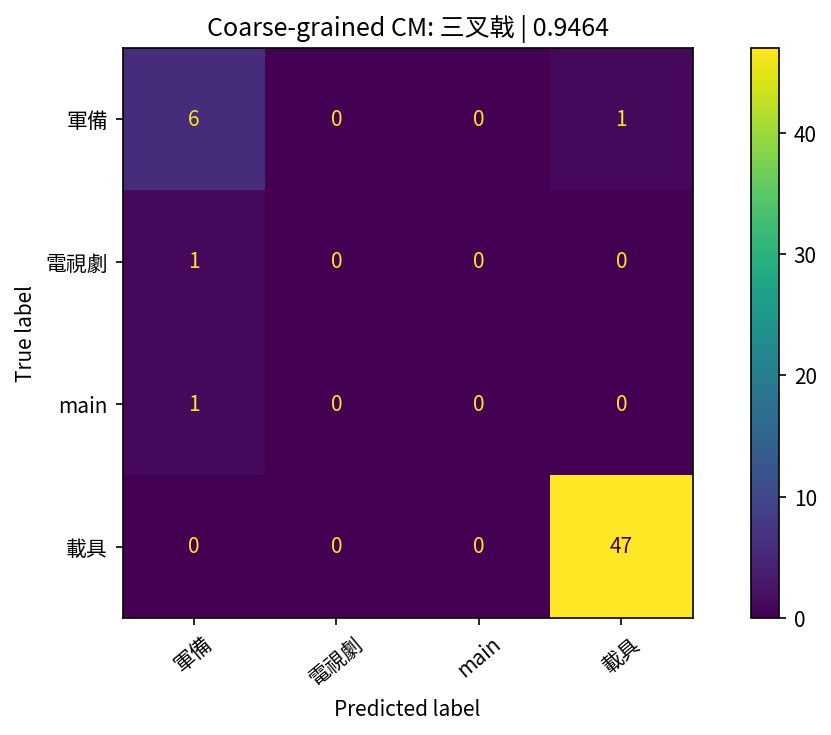 Coarse-grained CM: 三叉戟 | 0.9464
True label
軍備
6 0 0 1
電視劇
1 0 0 0
main
1 0 0 0
載具
0 0 0 47
軍備 電視劇 main 載具
Predicted label
40
30
20
10
0